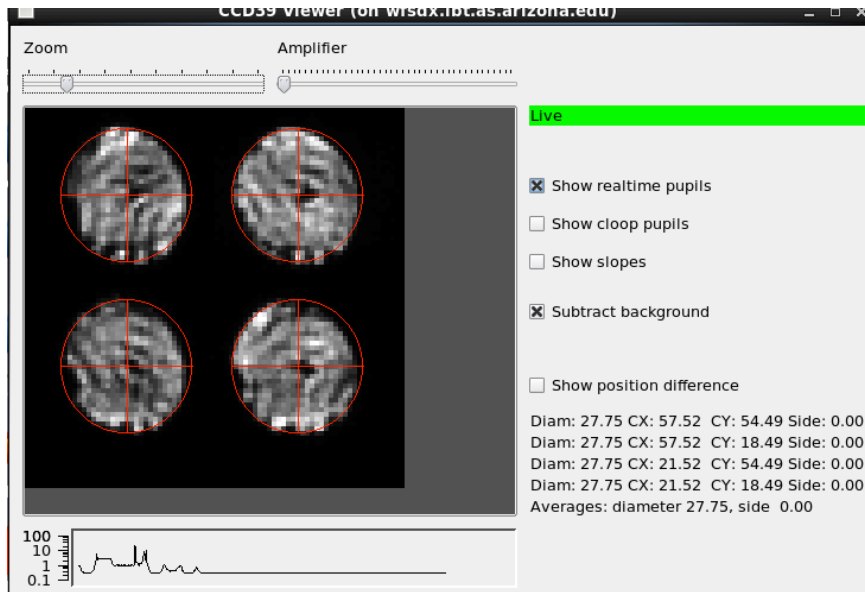 CCD39 Viewer (on wfsdx.lbt.as.arizona.edu)
Zoom
Amplifier
Live
Show realtime pupils
Show cloop pupils
Show slopes
Subtract background
Show position difference
Diam: 27.75 CX: 57.52 CY: 54.49 Side: 0.00
Diam: 27.75 CX: 57.52 CY: 18.49 Side: 0.00
Diam: 27.75 CX: 21.52 CY: 54.49 Side: 0.00
Diam: 27.75 CX: 21.52 CY: 18.49 Side: 0.00
Averages: diameter 27.75, side 0.00
100
10
1
0.1